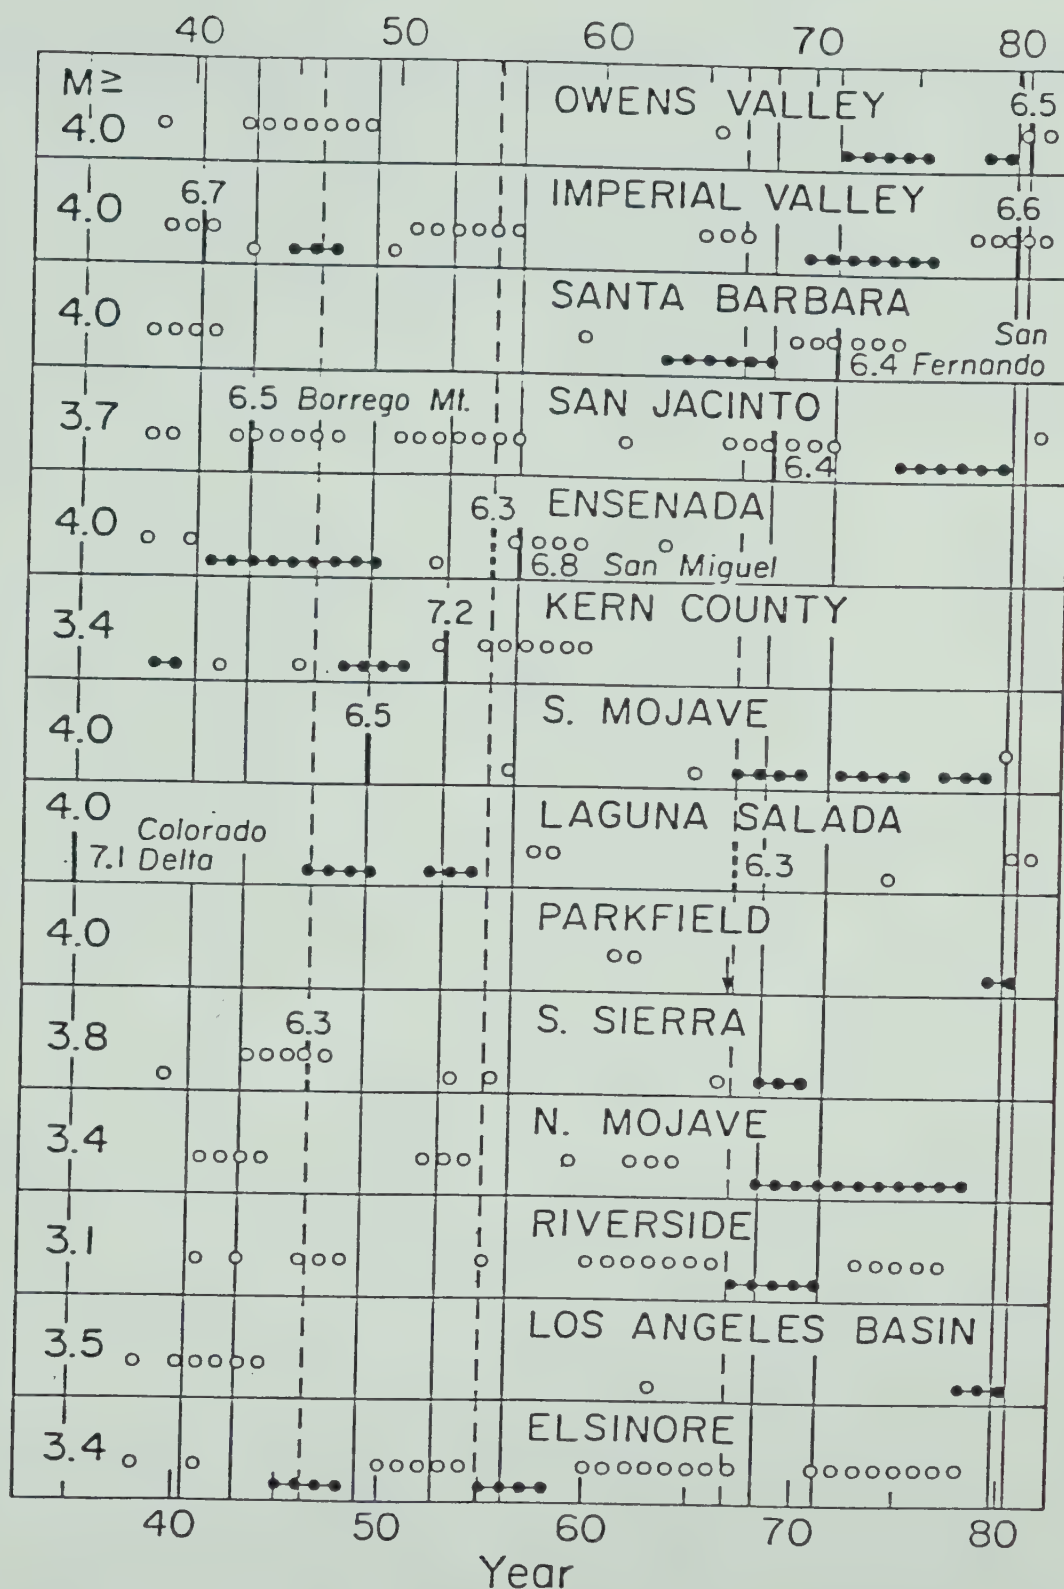 40 50 60 70 80
M ≥
4.0 OWENS VALLEY 6.5
4.0 6.7 IMPERIAL VALLEY 6.6
4.0 SANTA BARBARA
San
6.4 Fernando
3.7 6.5 Borrego Mt. SAN JACINTO
6.4
4.0 6.3 ENSENADA
6.8 San Miguel
3.4 7.2 KERN COUNTY
4.0 6.5 S. MOJAVE
4.0 LAGUNA SALADA
Colorado
7.1 Delta 6.3
4.0 PARKFIELD
3.8 6.3 S. SIERRA
3.4 N. MOJAVE
3.1 RIVERSIDE
3.5 LOS ANGELES BASIN
3.4 ELSINORE
40 50 60 70 80
Year